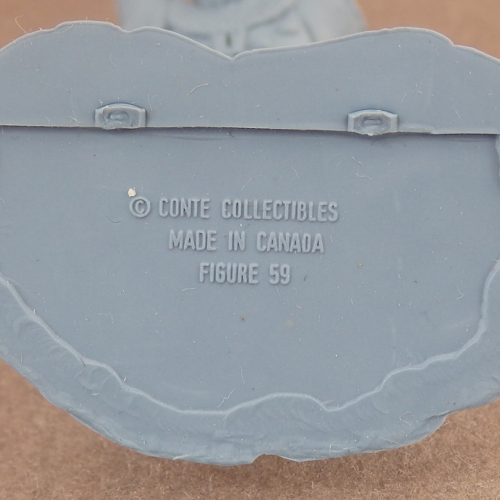 © CONTE COLLECTIBLES
MADE IN CANADA
FIGURE 59